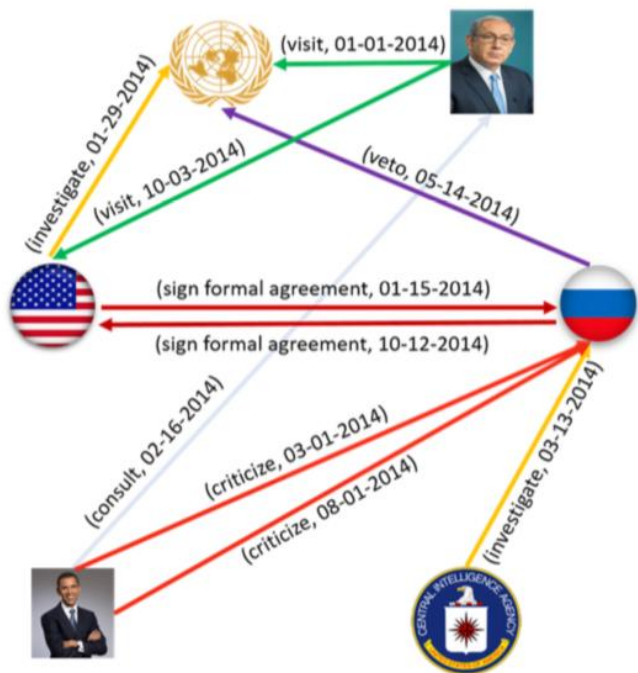 (visit, 01-01-2014)
(investigate, 01-29-2014)
(visit, 10-03-2014)
(veto, 05-14-2014)
(sign formal agreement, 01-15-2014)
(sign formal agreement, 10-12-2014)
(consult, 02-16-2014)
(criticize, 03-01-2014)
(criticize, 08-01-2014)
(investigate, 03-13-2014)
CENTRAL INTELLIGENCE AGENCY
UNITED STATES OF AMERICA